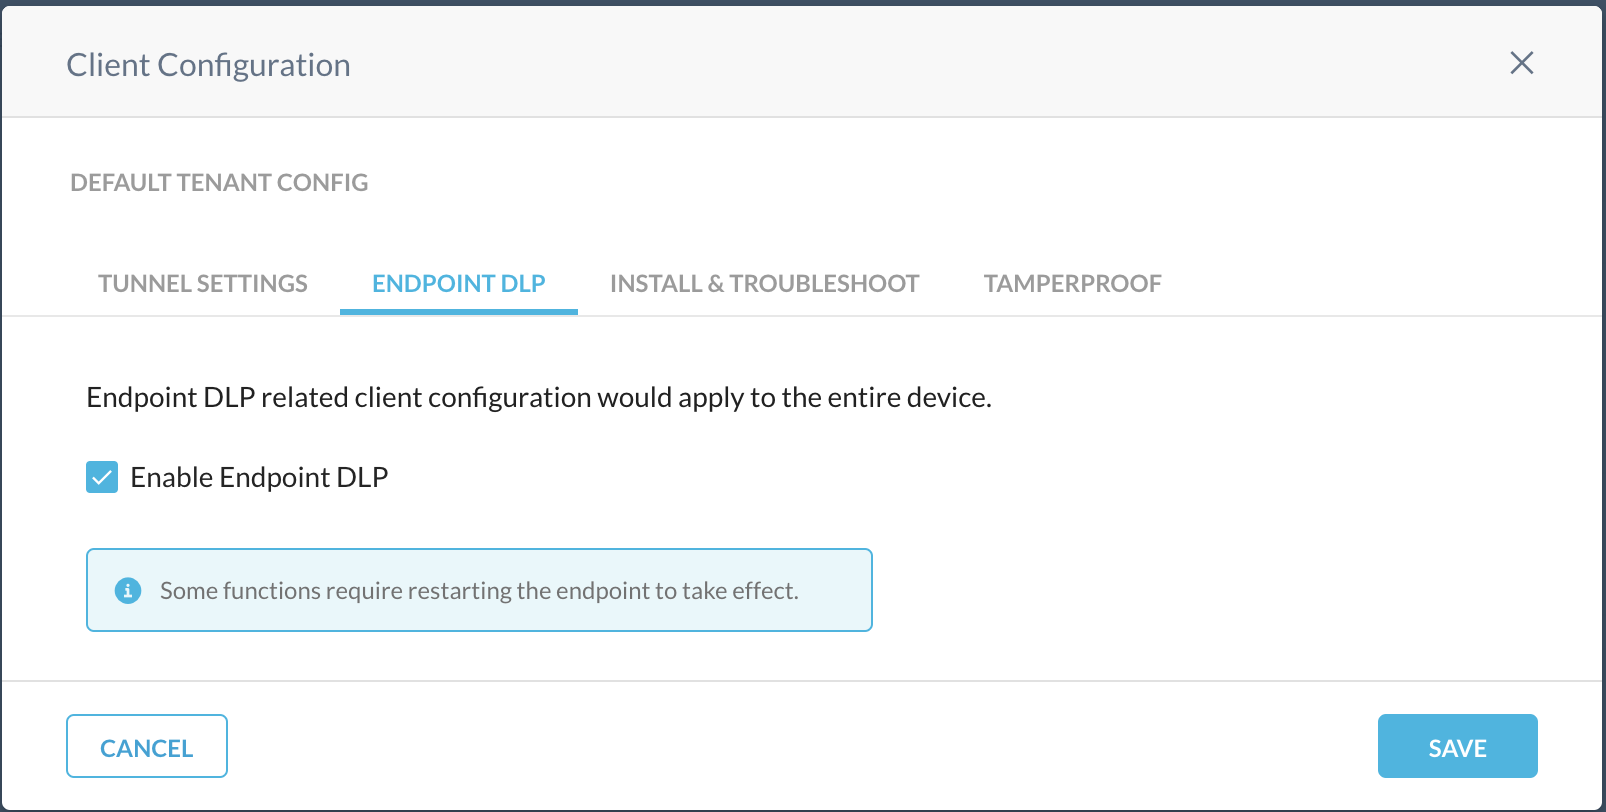 Client Configuration
DEFAULT TENANT CONFIG
TUNNEL SETTINGS ENDPOINT DLP INSTALL & TROUBLESHOOT TAMPERPROOF
Endpoint DLP related client configuration would apply to the entire device.
Enable Endpoint DLP
Some functions require restarting the endpoint to take effect.
CANCEL SAVE